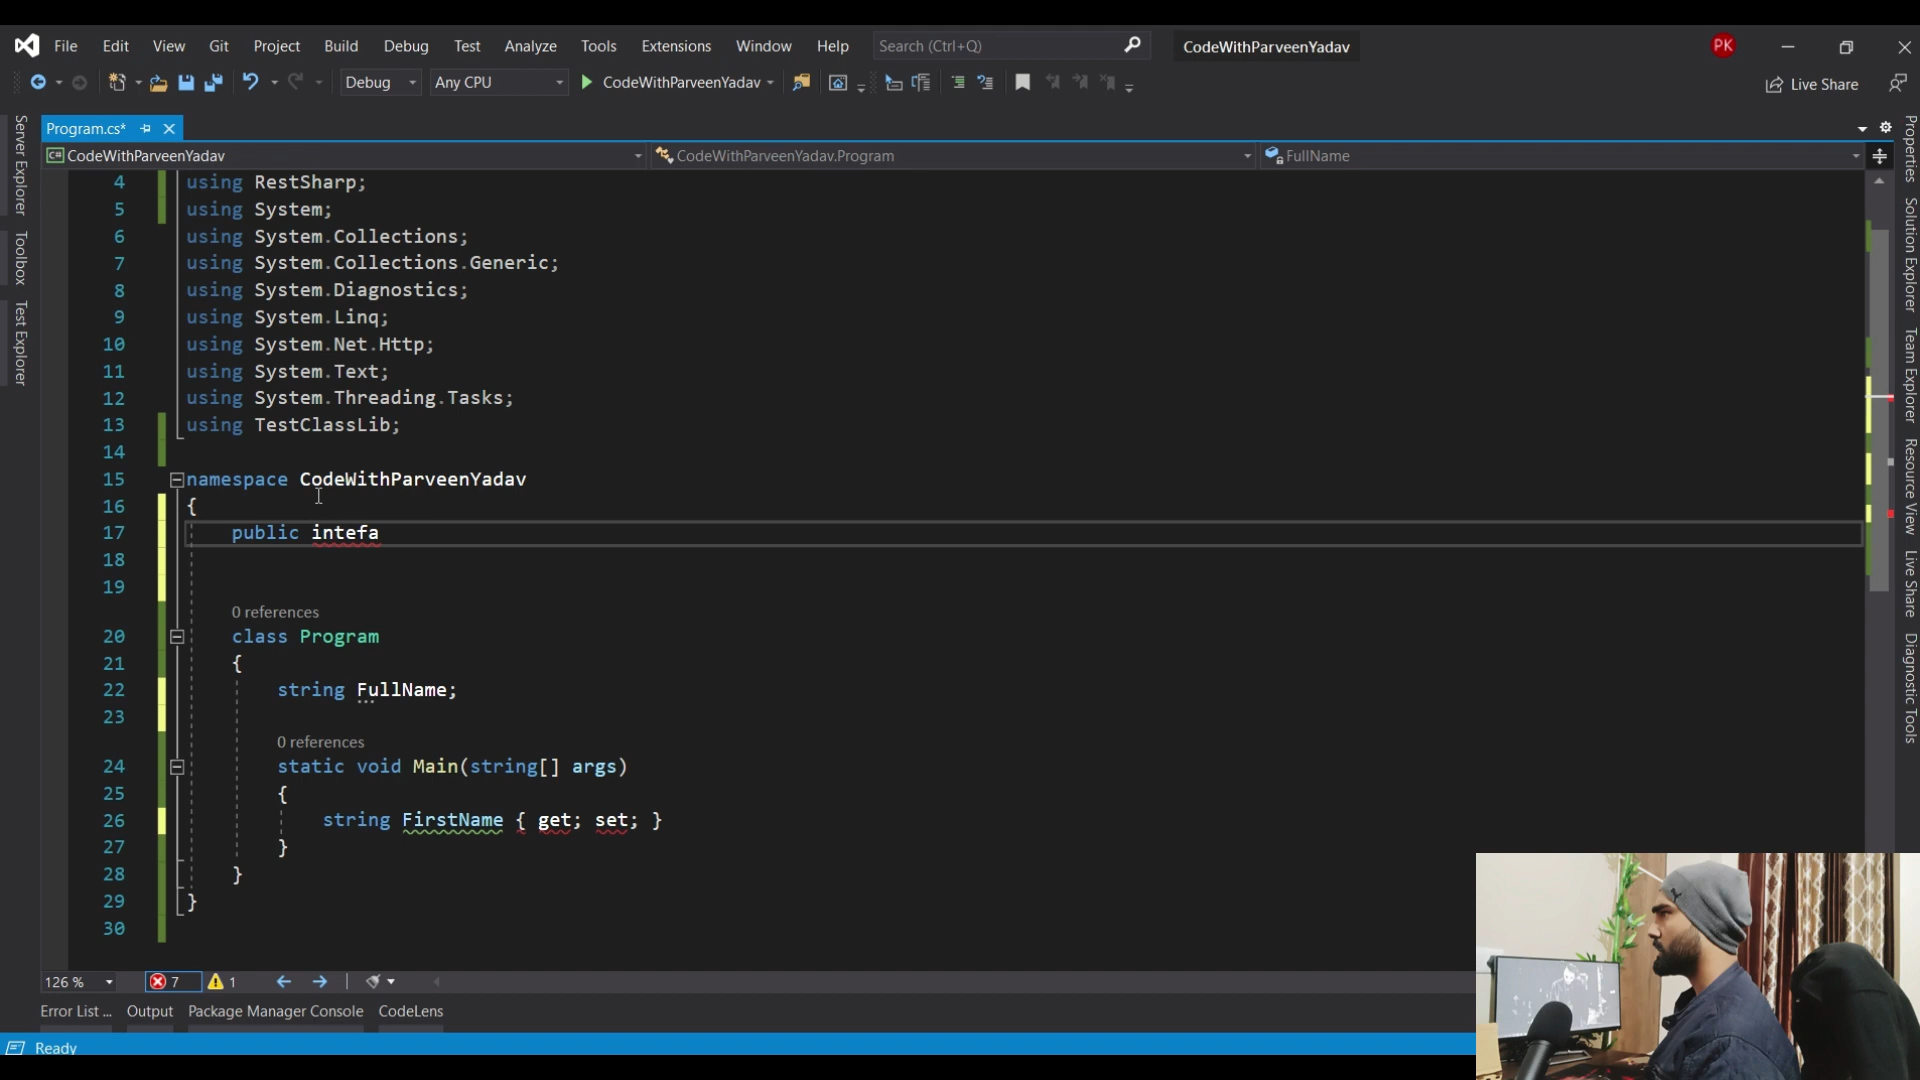 File Edit View Git Project Build Debug Test Analyze Tools Extensions Window Help Search (Ctrl+Q) CodeWithParveenYadav PK
Debug Any CPU CodeWithParveenYadav Live Share
Program.cs*
C# CodeWithParveenYadav CodeWithParveenYadav.Program FullName
Server Explorer
Toolbox
Test Explorer
4 using RestSharp;
5 using System;
6 using System.Collections;
7 using System.Collections.Generic;
8 using System.Diagnostics;
9 using System.Linq;
10 using System.Net.Http;
11 using System.Text;
12 using System.Threading.Tasks;
13 using TestClassLib;
14
15 namespace CodeWithParveenYadav
16 {
17 public intefa
18
19
0 references
20 class Program
21 {
22 string FullName;
23
0 references
24 static void Main(string[] args)
25 {
26 string FirstName { get; set; }
27 }
28 }
29 }
30
Properties
Solution Explorer
Team Explorer
Resource View
Live Share
Diagnostic Tools
126 % 7 1
Error List ... Output Package Manager Console CodeLens
Ready